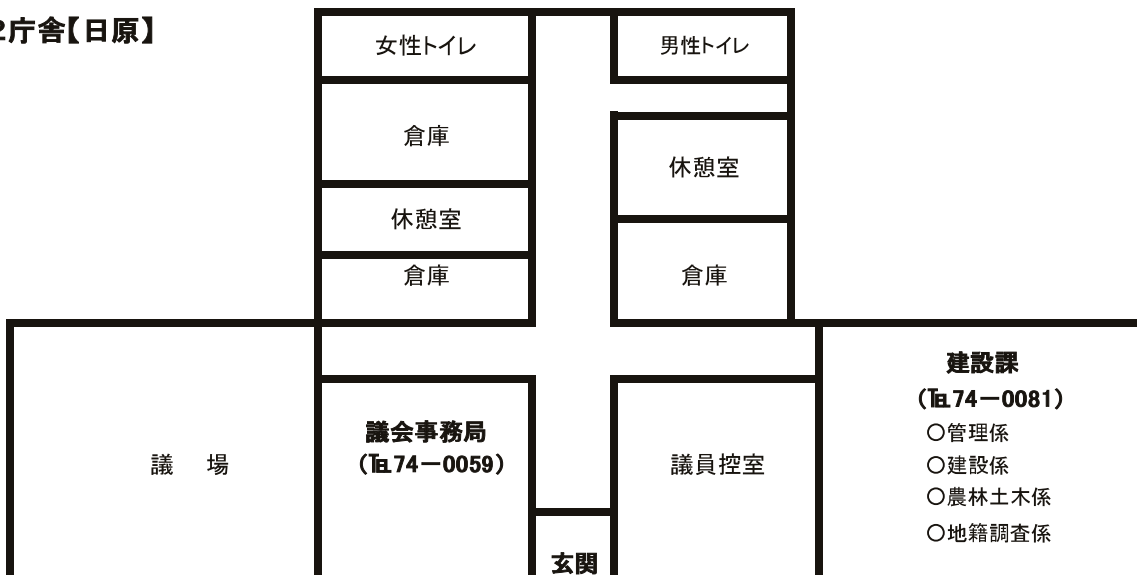 2庁舎【日原】
女性トイレ
男性トイレ
倉庫
休憩室
休憩室
倉庫
倉庫
議　場
議会事務局
（℡74－0059）
議員控室
建設課
（℡74－0081）
○管理係
○建設係
○農林土木係
○地籍調査係
玄関